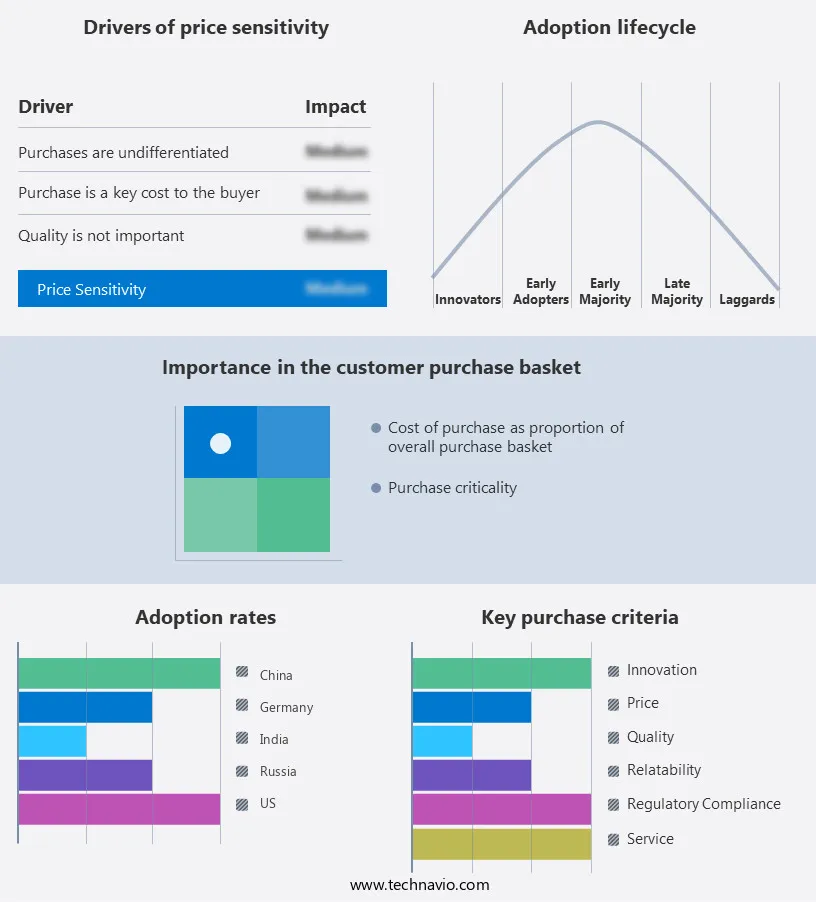 Drivers of price sensitivity
Driver Impact
Purchases are undifferentiated
Purchase is a key cost to the buyer
Quality is not important
Price Sensitivity
Adoption lifecycle
Innovators
Early
Adopters
Early
Majority
Late
Majority
Laggards
Importance in the customer purchase basket
Cost of purchase as proportion of
overall purchase basket
Purchase criticality
Adoption rates
China
Germany
India
Russia
US
Key purchase criteria
Innovation
Price
Quality
Relatability
Regulatory Compliance
Service
www.technavio.com